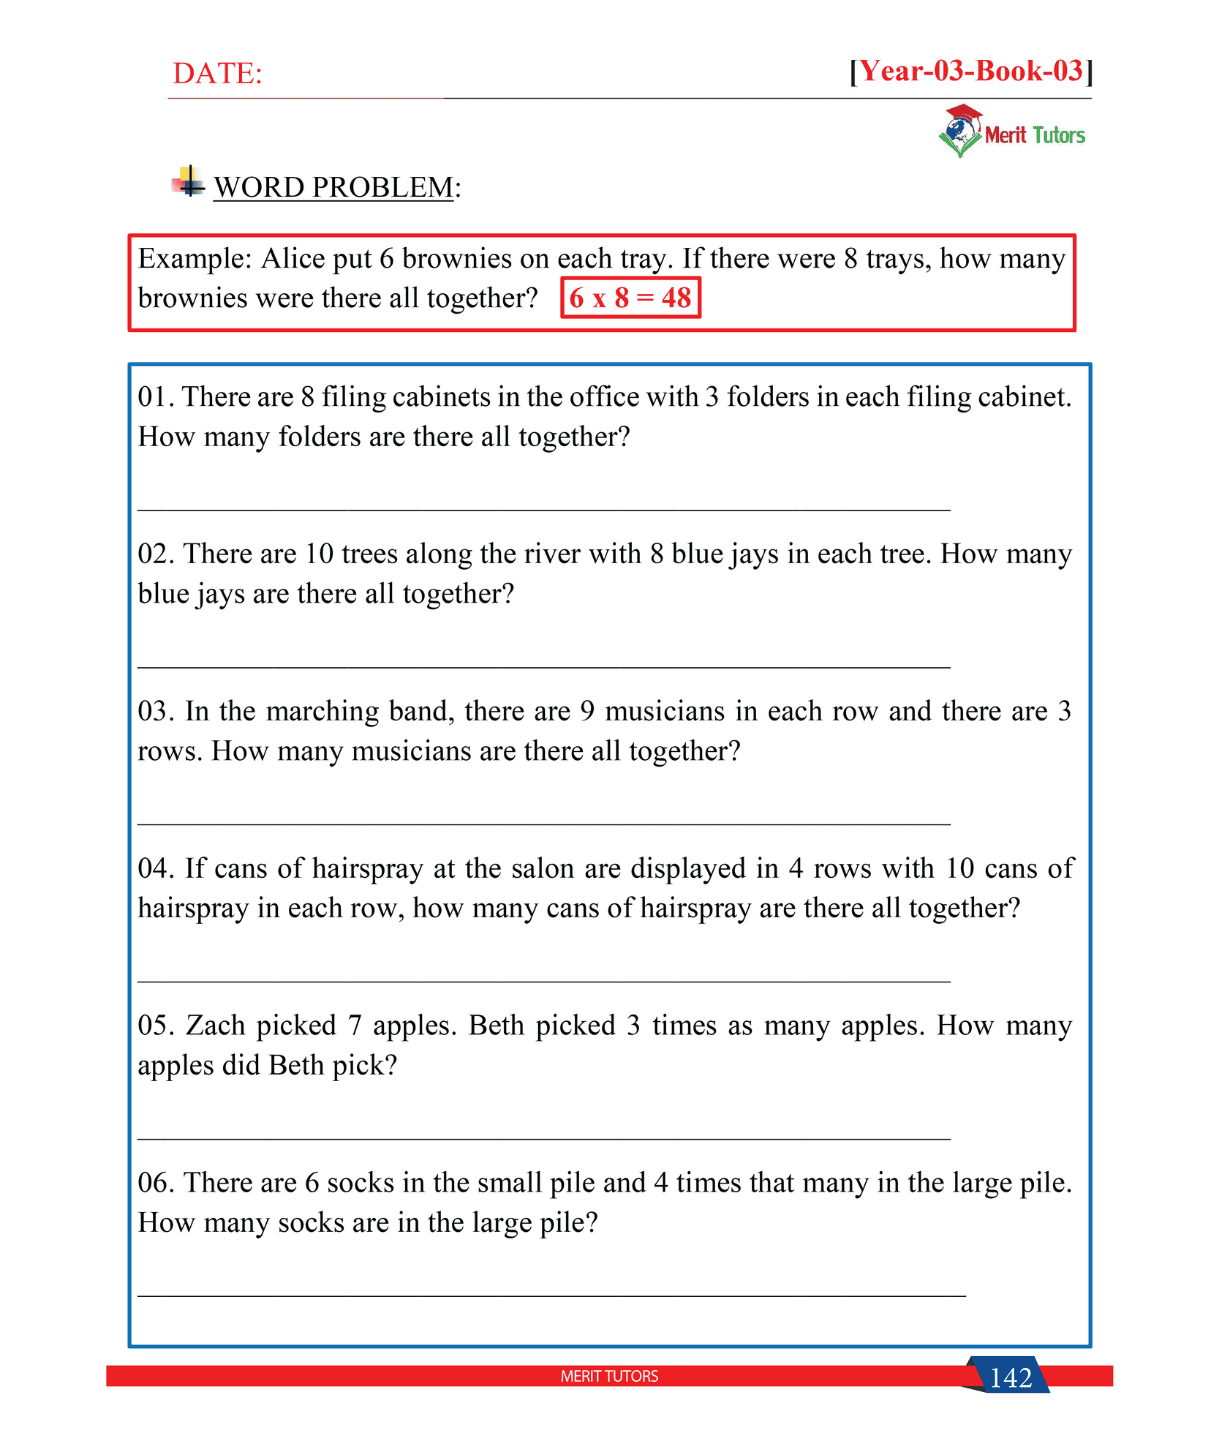 DATE:
[Year-03-Book-03]
Merit Tutors
WORD PROBLEM:
Example: Alice put 6 brownies on each tray. If there were 8 trays, how many
brownies were there all together? 6 x 8 = 48
01. There are 8 filing cabinets in the office with 3 folders in each filing cabinet.
How many folders are there all together?
02. There are 10 trees along the river with 8 blue jays in each tree. How many
blue jays are there all together?
03. In the marching band, there are 9 musicians in each row and there are 3
rows. How many musicians are there all together?
04. If cans of hairspray at the salon are displayed in 4 rows with 10 cans of
hairspray in each row, how many cans of hairspray are there all together?
05. Zach picked 7 apples. Beth picked 3 times as many apples. How many
apples did Beth pick?
06. There are 6 socks in the small pile and 4 times that many in the large pile.
How many socks are in the large pile?
MERIT TUTORS
142